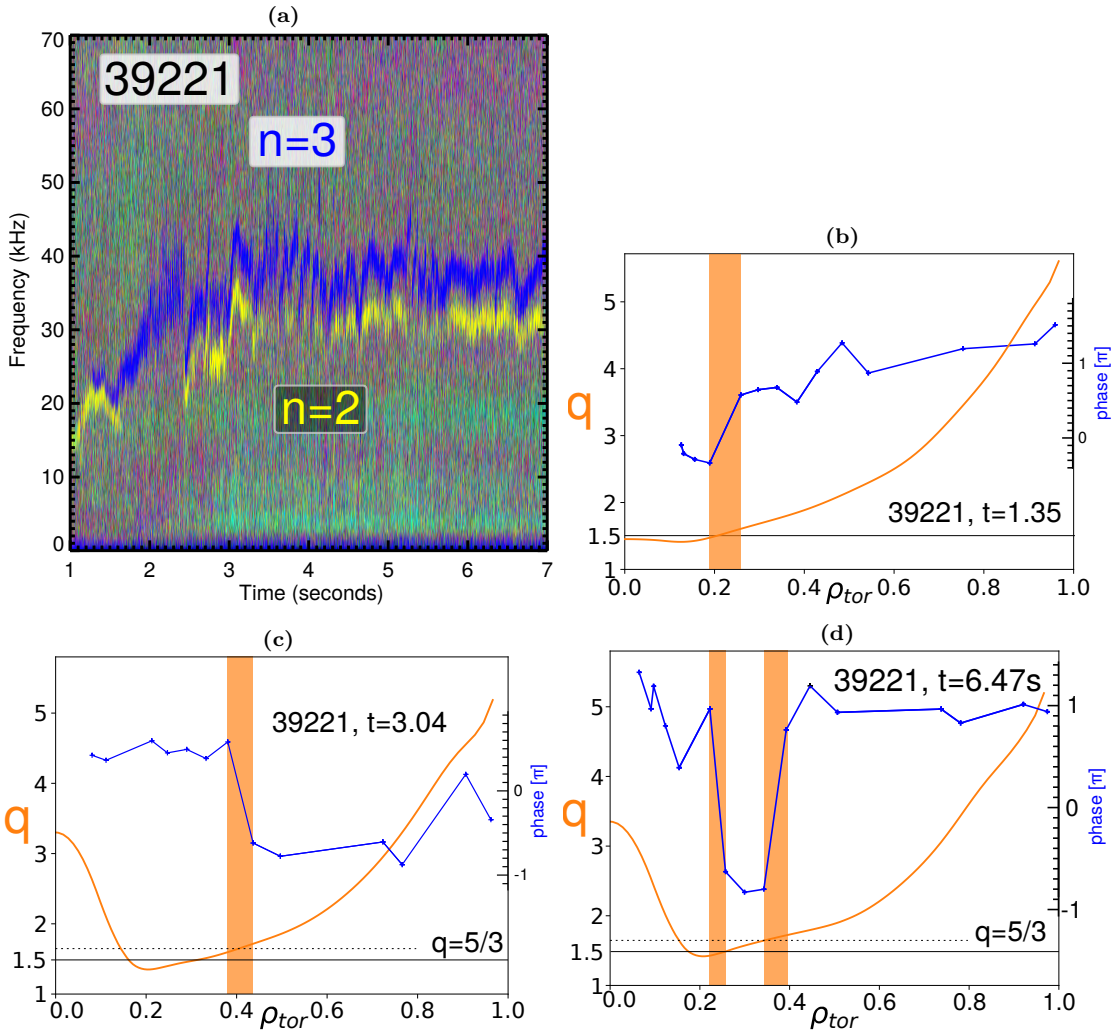 (a)
70
60
50
40
30
20
10
0
Frequency (kHz)
39221
n=3
n=2
1 2 3 4 5 6 7
Time (seconds)
(b)
5
4
3
2
1.5
1
q
1
0
phase [π]
39221, t=1.35
0.0 0.2 0.4 0.6 0.8 1.0
ρtor
(c)
5
4
3
2
1.5
1
q
39221, t=3.04
0
-1
phase [π]
q=5/3
0.0 0.2 0.4 0.6 0.8 1.0
ρtor
(d)
5
4
3
2
1.5
1
q
39221, t=6.47s
1
0
-1
phase [π]
q=5/3
0.0 0.2 0.4 0.6 0.8 1.0
ρtor